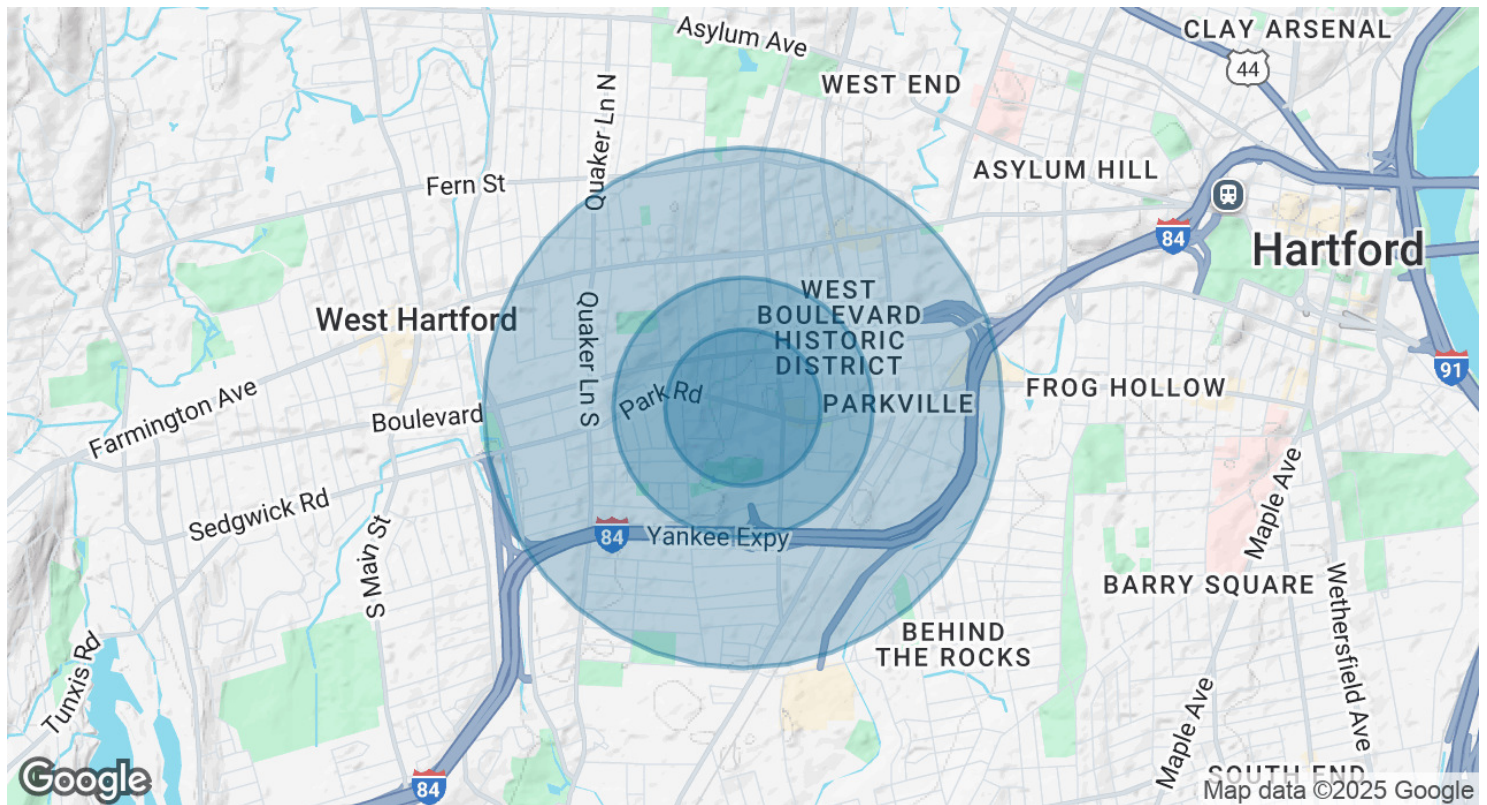 Asylum Ave
CLAY ARSENAL
44
WEST END
Quaker Ln N
ASYLUM HILL
Fern St
84
Hartford
WEST
BOULEVARD
HISTORIC
DISTRICT
West Hartford
Quaker Ln S
91
Park Rd
PARKVILLE
FROG HOLLOW
Farmington Ave
Boulevard
Sedgwick Rd
Maple Ave
84
Yankee Expy
S Main St
BARRY SQUARE
Wethersfield Ave
BEHIND
THE ROCKS
Tunxis Rd
Maple Ave
SOUTH END
Google
84
Map data ©2025 Google